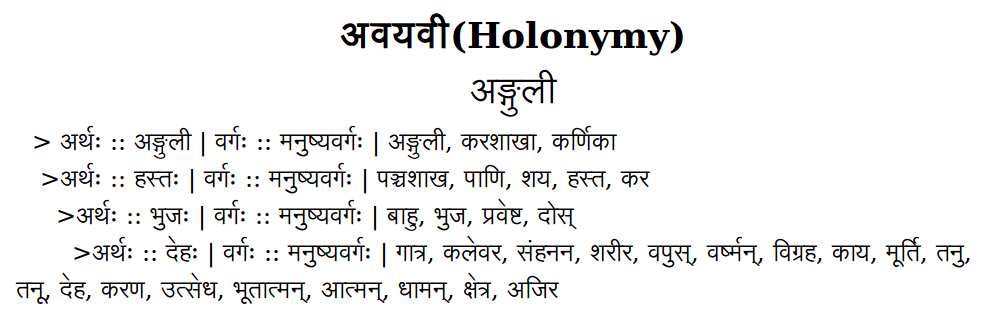 अवयवी(Holonymy)
अङ्गुली
> अर्थः :: अङ्गुली | वर्गः :: मनुष्यवर्गः | अङ्गुली, करशाखा, कर्णिका
>अर्थः :: हस्तः | वर्गः :: मनुष्यवर्गः | पञ्चशाख, पाणि, शय, हस्त, कर
>अर्थः :: भुजः | वर्गः :: मनुष्यवर्गः | बाहु, भुज, प्रवेष्ट, दोस्
>अर्थः :: देहः | वर्गः :: मनुष्यवर्गः | गात्र, कलेवर, संहनन, शरीर, वपुस्, वर्ष्मन्, विग्रह, काय, मूर्ति, तनु,
तनू, देह, करण, उत्सेध, भूतात्मन्, आत्मन्, धामन्, क्षेत्र, अजिर